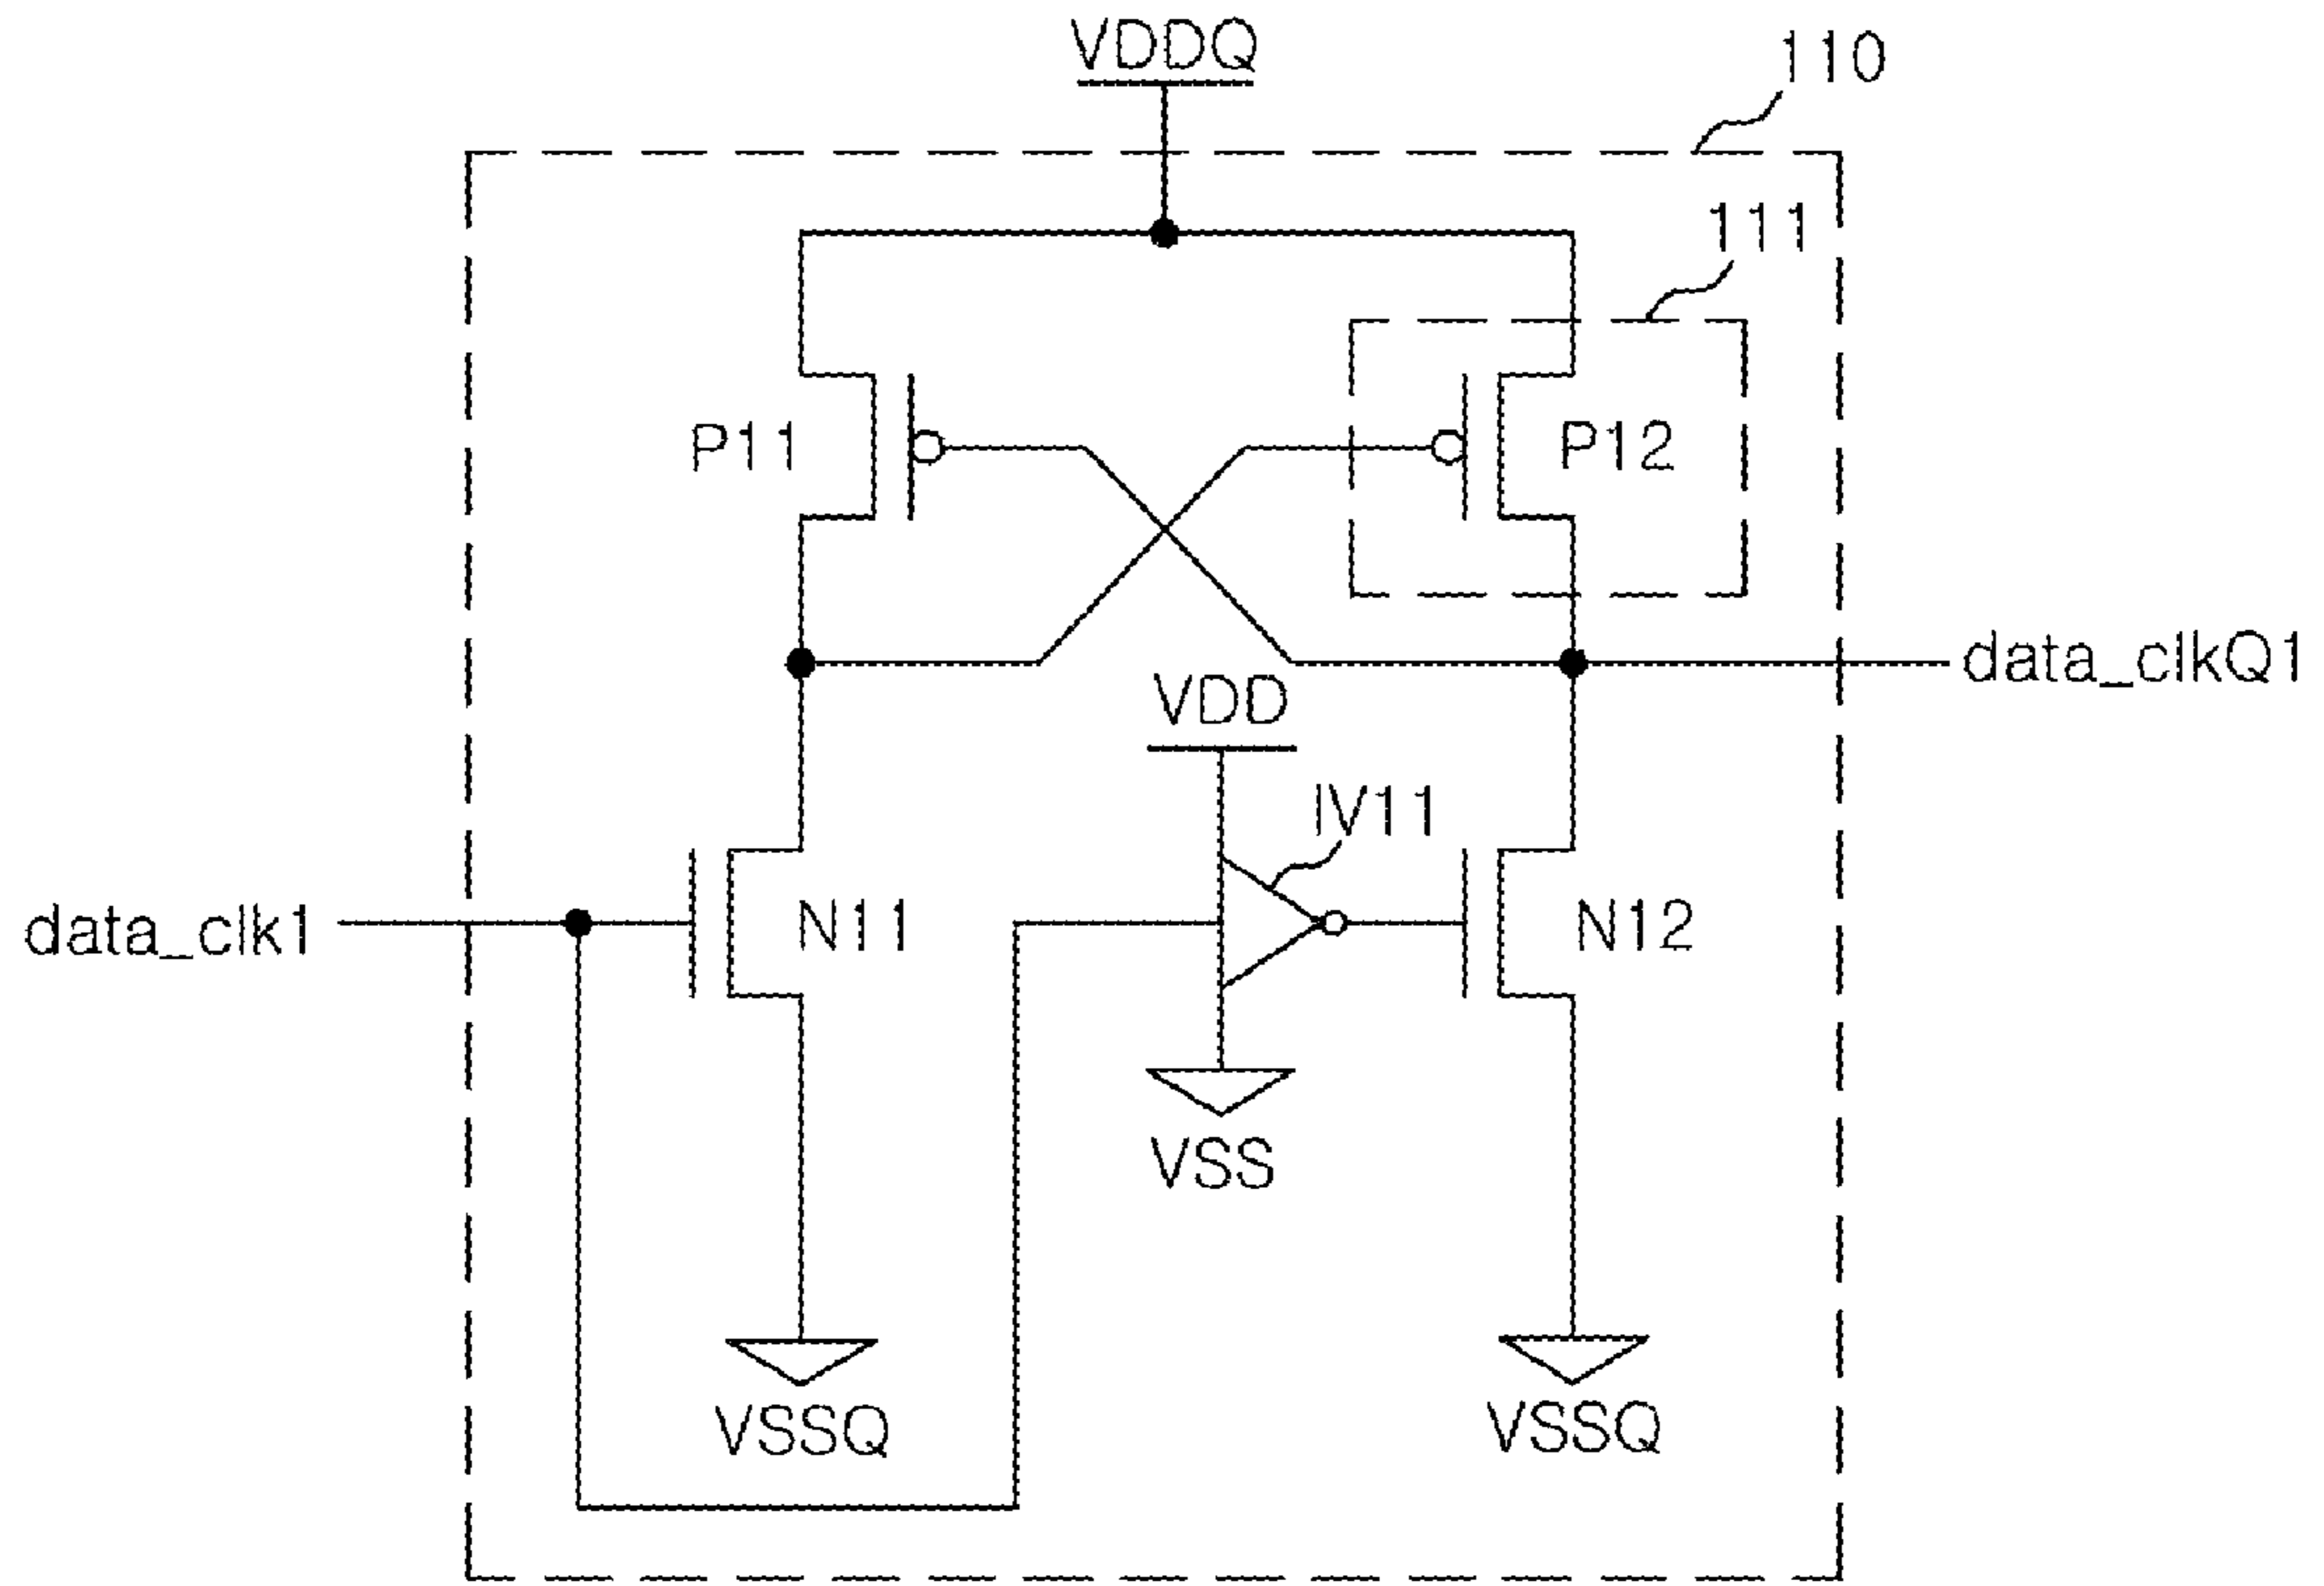 VDDQ
110
111
P11
P12
data_clkQ1
VDD
IV11
data_clk1
N11
N12
VSS
VSSQ
VSSQ